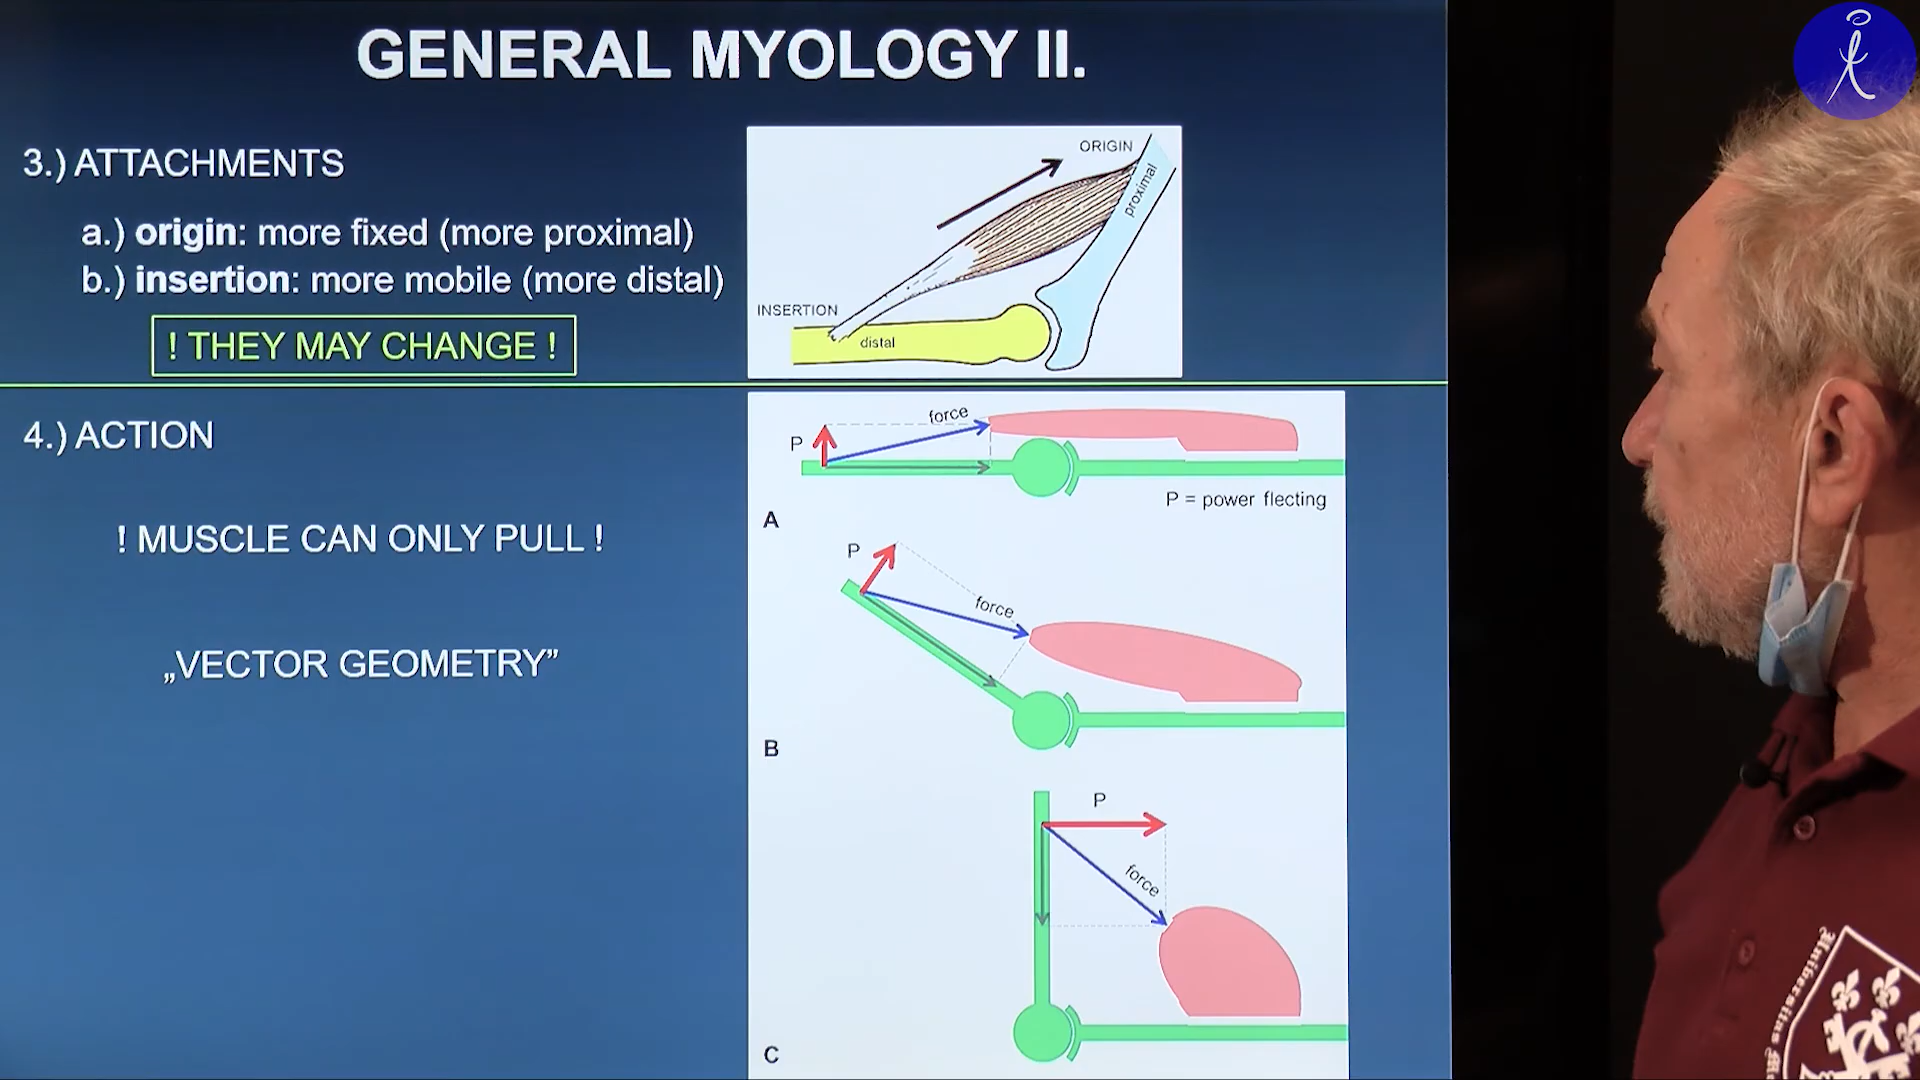 GENERAL MYOLOGY II.
3.) ATTACHMENTS
a.) origin: more fixed (more proximal)
b.) insertion: more mobile (more distal)
! THEY MAY CHANGE !
ORIGIN
proximal
INSERTION
distal
4.) ACTION
! MUSCLE CAN ONLY PULL !
„VECTOR GEOMETRY”
force
P
P = power flecting
A
P
force
B
P
force
C
Universitas